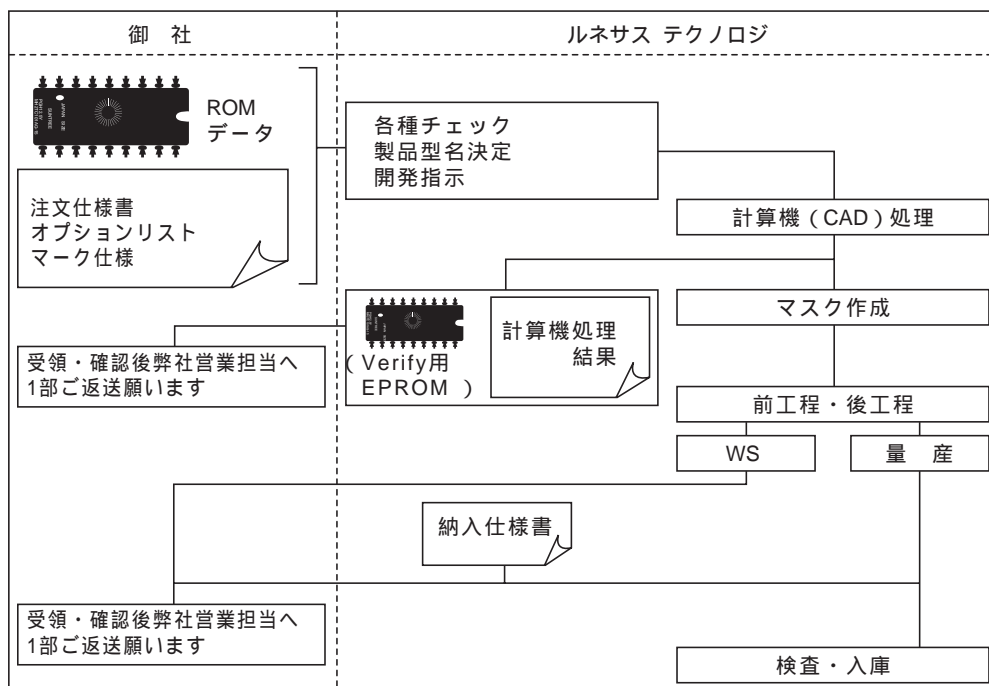 御 社
ルネサス テクノロジ
ROM
データ
注文仕様書
オプションリスト
マーク仕様
各種チェック
製品型名決定
開発指示
計算機（CAD）処理
マスク作成
（Verify用
EPROM ）
計算機処理
結果
受領・確認後弊社営業担当へ
1部ご返送願います
前工程・後工程
WS
量 産
納入仕様書
受領・確認後弊社営業担当へ
1部ご返送願います
検査・入庫